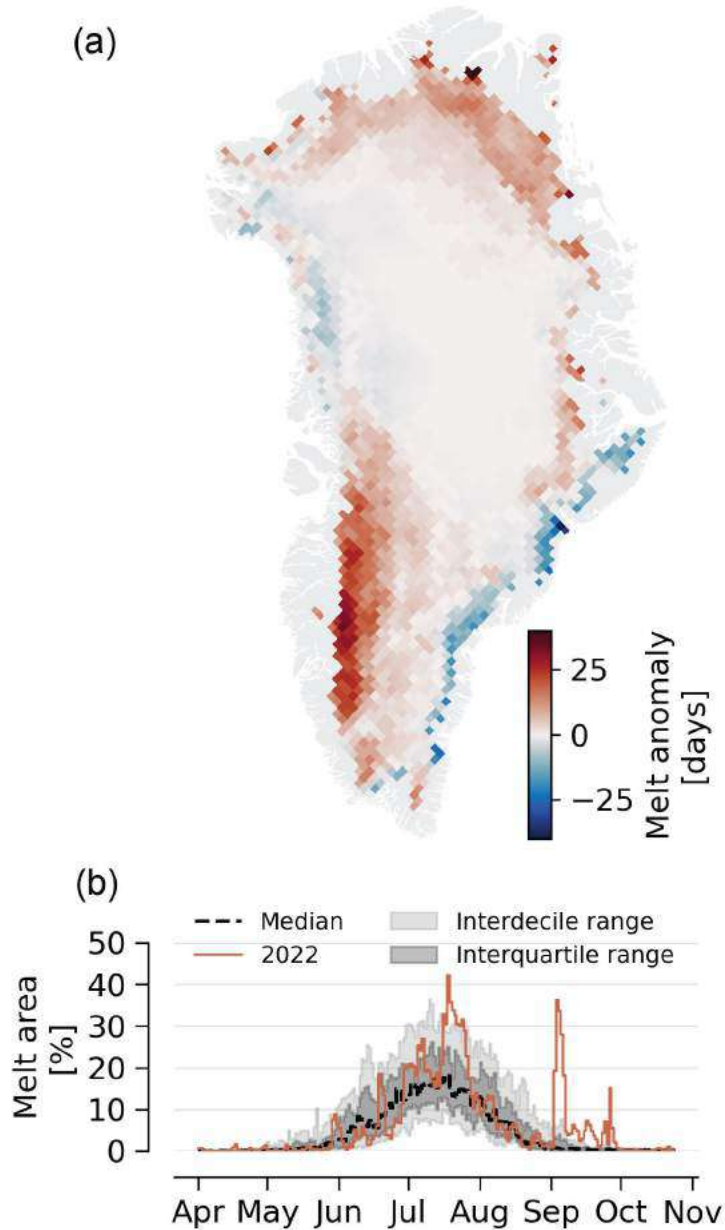 (a)
25
0
−25
Melt anomaly
[days]
(b)
Median
Interdecile range
2022
Interquartile range
50
40
30
20
10
0
Melt area
[%]
Apr May Jun Jul Aug Sep Oct Nov